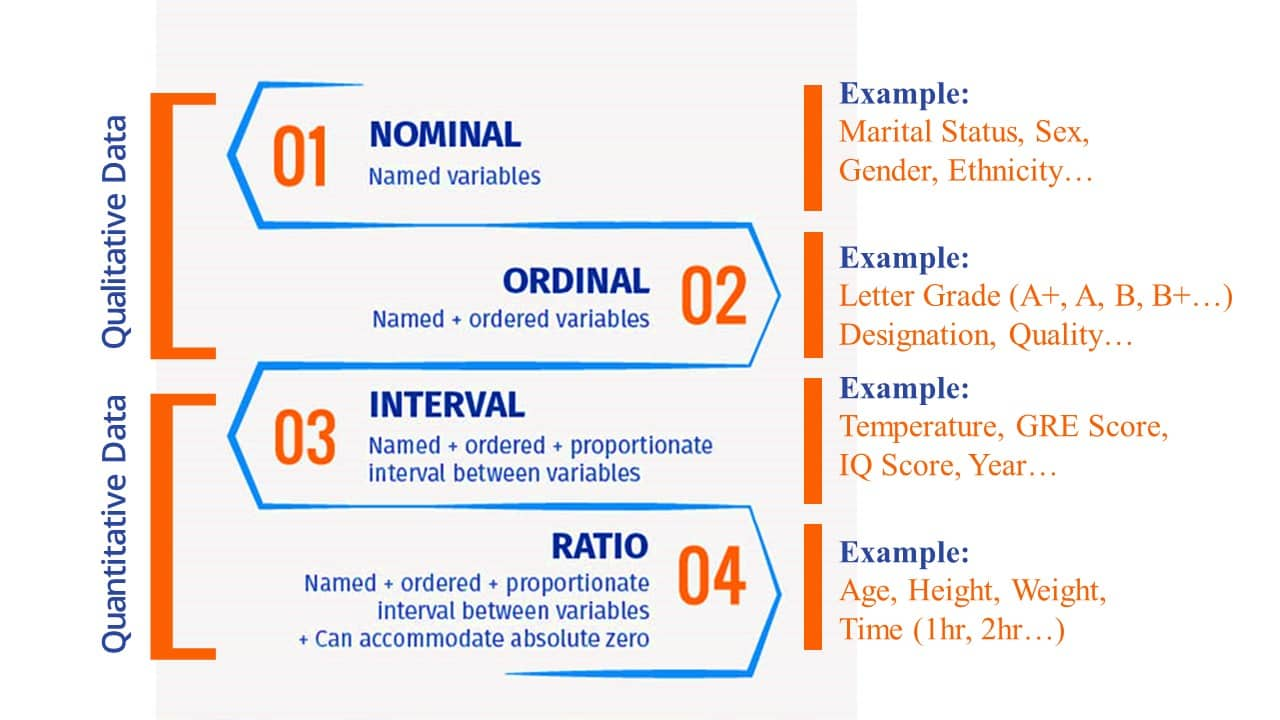 Qualitative Data
01
NOMINAL
Named variables
Example:
Marital Status, Sex,
Gender, Ethnicity…
ORDINAL
Named + ordered variables
02
Example:
Letter Grade (A+, A, B, B+…)
Designation, Quality…
Quantitative Data
03
INTERVAL
Named + ordered + proportionate
interval between variables
Example:
Temperature, GRE Score,
IQ Score, Year…
RATIO
Named + ordered + proportionate
interval between variables
+ Can accommodate absolute zero
04
Example:
Age, Height, Weight,
Time (1hr, 2hr…)